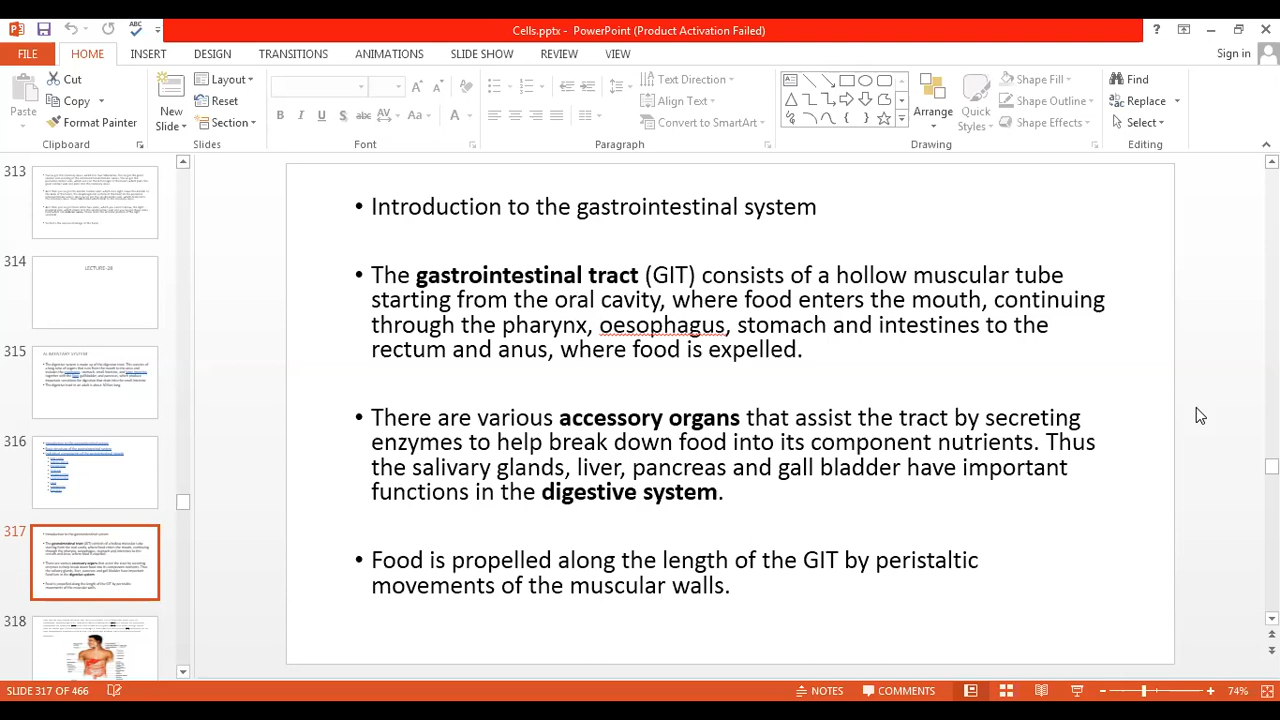 ABC
Cells.pptx - PowerPoint (Product Activation Failed)
?
FILE HOME INSERT DESIGN TRANSITIONS ANIMATIONS SLIDE SHOW REVIEW VIEW Sign in
Paste
Cut
Copy
Format Painter
Clipboard
New
Slide
Layout
Reset
Section
Slides
B I U S abc AV Aa A
Font
Text Direction
Align Text
Convert to SmartArt
Paragraph
Arrange
Quick
Styles
Shape Fill
Shape Outline
Shape Effects
Drawing
Find
Replace
Select
Editing
313
314
LECTURE -28
315
316
317
318
• Introduction to the gastrointestinal system
• The gastrointestinal tract (GIT) consists of a hollow muscular tube
starting from the oral cavity, where food enters the mouth, continuing
through the pharynx, oesophagus, stomach and intestines to the
rectum and anus, where food is expelled.
• There are various accessory organs that assist the tract by secreting
enzymes to help break down food into its component nutrients. Thus
the salivary glands, liver, pancreas and gall bladder have important
functions in the digestive system.
• Food is propelled along the length of the GIT by peristaltic
movements of the muscular walls.
SLIDE 317 OF 466 NOTES COMMENTS 74%